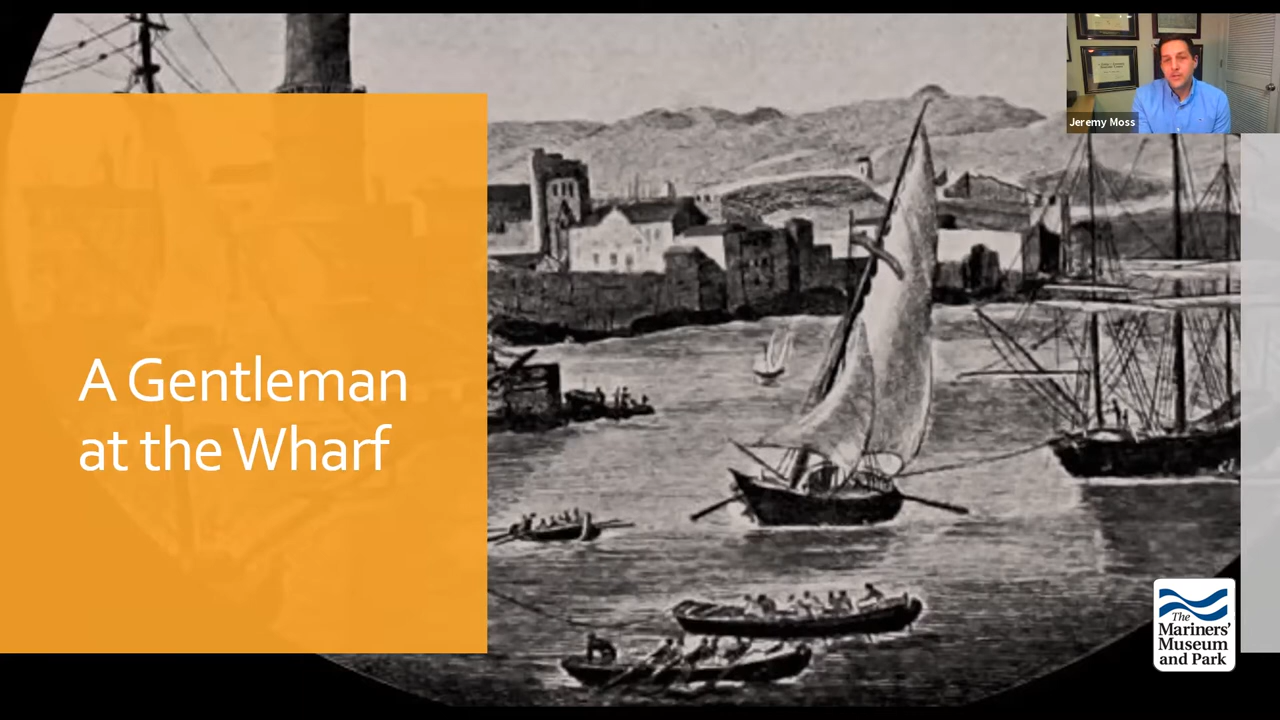 Jeremy Moss
A Gentleman
at the Wharf
The
Mariners'
Museum
and Park